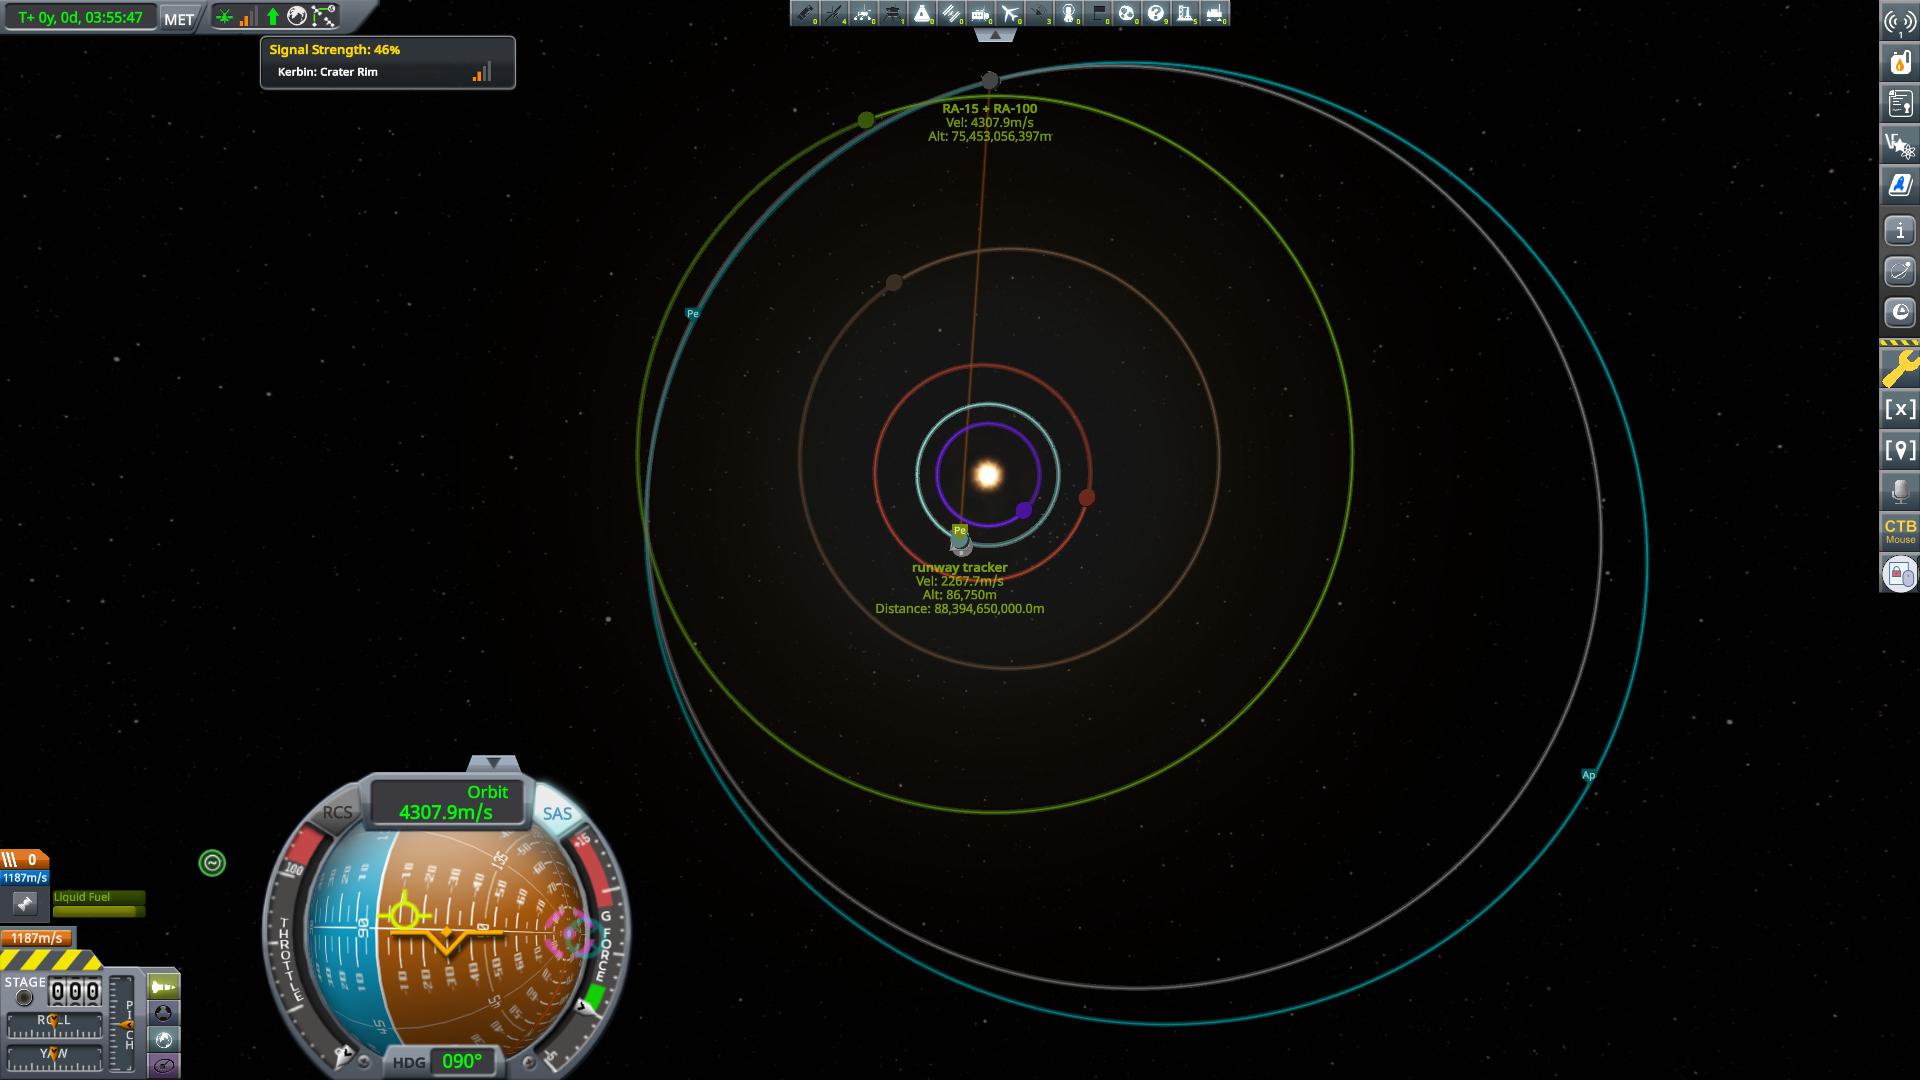 T+ 0y, 0d, 03:55:47
MET
Signal Strength: 46%
Kerbin: Crater Rim
RA-15 + RA-100
Vel: 4307.9m/s
Alt: 75,453,056,397m
Pe
Pe
runway tracker
Vel: 2267.7m/s
Alt: 86,750m
Distance: 88,394,650,000.0m
Ap
[x]
CTB
Mouse
Orbit
4307.9m/s
RCS
SAS
THROTTLE
G FORCE
100
+15
HDG 090°
0
1187m/s
Liquid Fuel
1187m/s
STAGE
000
ROLL
YAW
PITCH